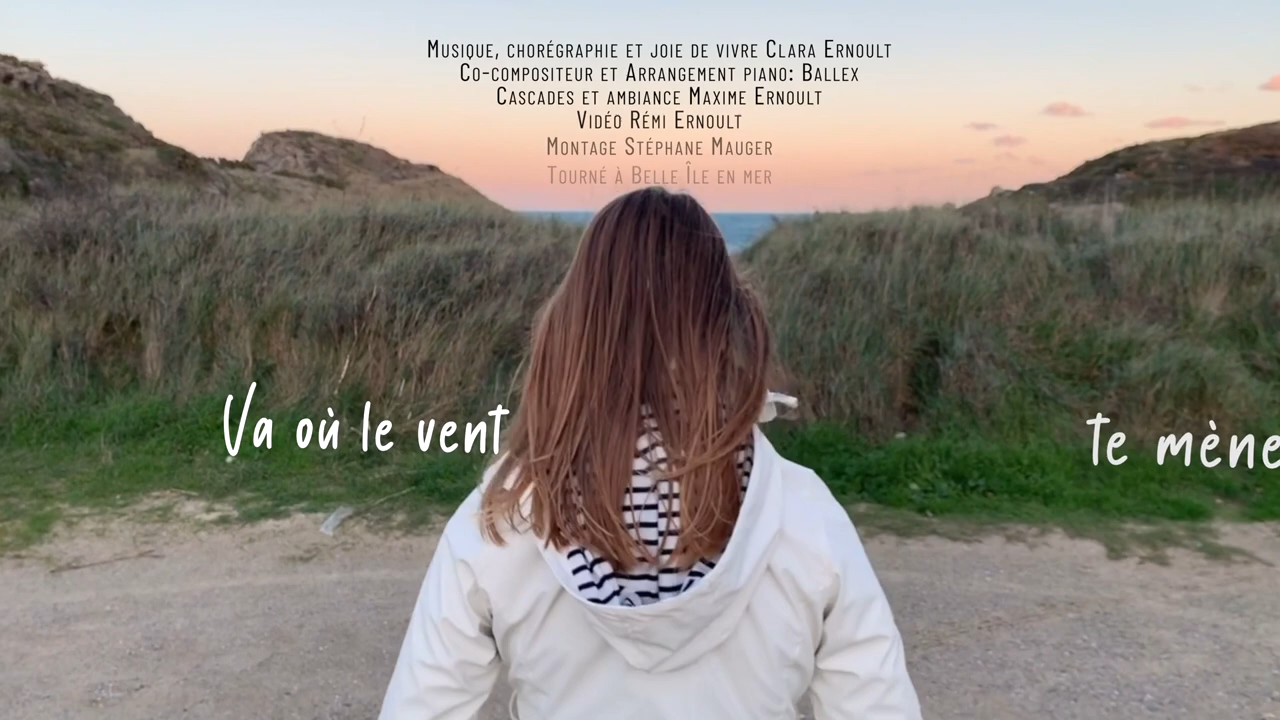 Musique, chorégraphie et joie de vivre Clara Ernoult
Co-compositeur et Arrangement piano: Ballex
Cascades et ambiance Maxime Ernoult
Vidéo Rémi Ernoult
Montage Stéphane Mauger
Tourné à Belle Île en mer
Va où le vent te mène